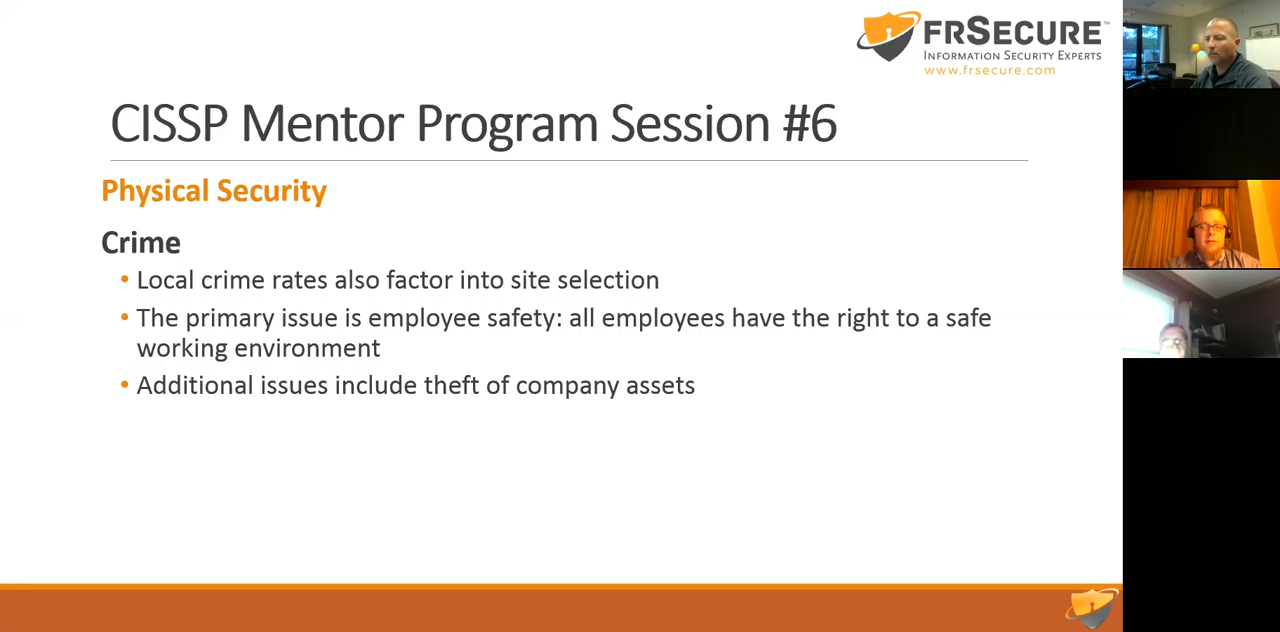 FRSECURE™
INFORMATION SECURITY EXPERTS
www.frsecure.com
CISSP Mentor Program Session #6
Physical Security
Crime
• Local crime rates also factor into site selection
• The primary issue is employee safety: all employees have the right to a safe
working environment
• Additional issues include theft of company assets